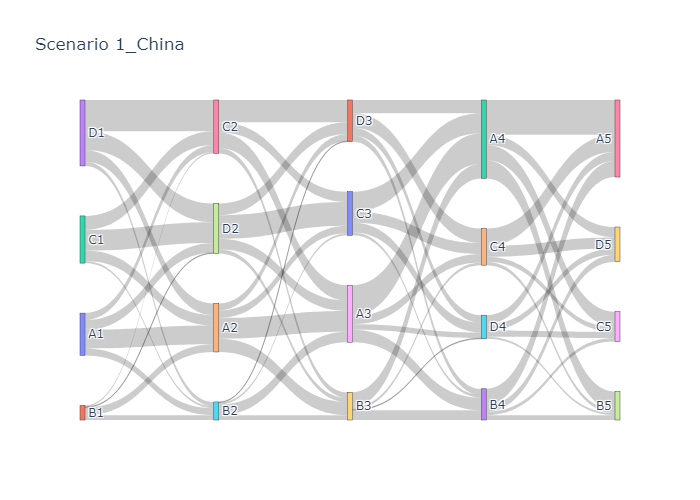 Scenario 1_China
D1
C1
A1
B1
C2
D2
A2
B2
D3
C3
A3
B3
A4
C4
D4
B4
A5
D5
C5
B5